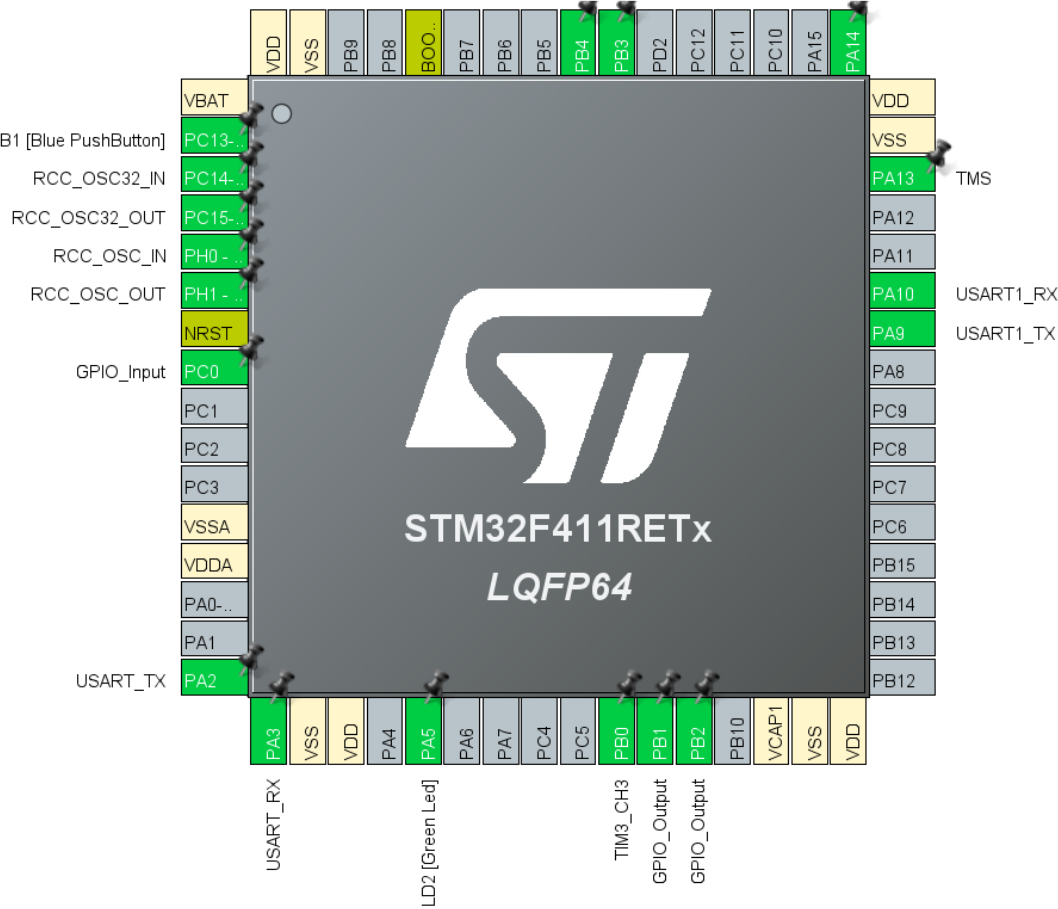 VDD
VSS
PB9
PB8
BOO..
PB7
PB6
PB5
PB4
PB3
PD2
PC12
PC11
PC10
PA15
PA14
VBAT
B1 [Blue PushButton] PC13-..
RCC_OSC32_IN PC14-..
RCC_OSC32_OUT PC15-..
RCC_OSC_IN PH0 - ..
RCC_OSC_OUT PH1 - ..
NRST
GPIO_Input PC0
PC1
PC2
PC3
VSSA
VDDA
PA0-..
PA1
USART_TX PA2
STM32F411RETx
LQFP64
VDD
VSS
PA13 TMS
PA12
PA11
PA10 USART1_RX
PA9 USART1_TX
PA8
PC9
PC8
PC7
PC6
PB15
PB14
PB13
PB12
PA3
VSS
VDD
PA4
PA5
PA6
PA7
PC4
PC5
PB0
PB1
PB2
PB10
VCAP1
VSS
VDD
USART_RX
LD2 [Green Led]
TIM3_CH3
GPIO_Output
GPIO_Output